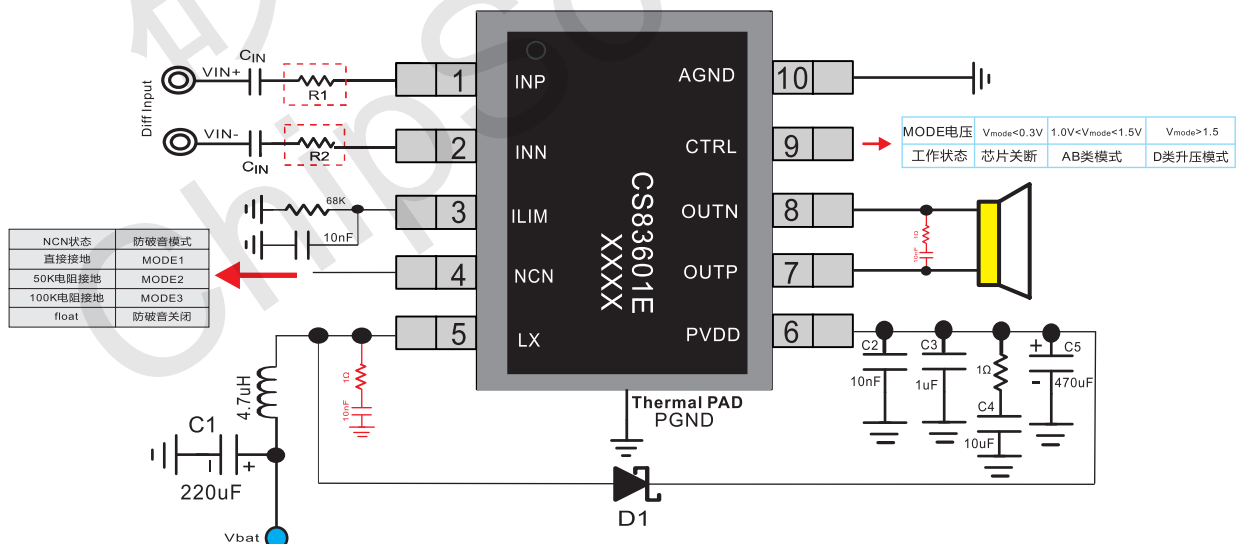 Diff Input
VIN+
C_IN
R1
VIN-
C_IN
R2
68K
10nF
NCN状态 防破音模式
直接接地 MODE1
50K电阻接地 MODE2
100K电阻接地 MODE3
float 防破音关闭
1 INP
2 INN
3 ILIM
4 NCN
5 LX
CS83601E
XXXX
AGND 10
CTRL 9
OUTN 8
OUTP 7
PVDD 6
MODE电压 Vmode<0.3V 1.0V<Vmode<1.5V Vmode>1.5
工作状态 芯片关断 AB类模式 D类升压模式
1Ω
10nF
4.7uH
1Ω
10nF
C1
- +
220uF
Vbat
Thermal PAD
PGND
D1
C2
10nF
C3
1uF
1Ω
C4
10uF
+ C5
- 470uF
Chipso